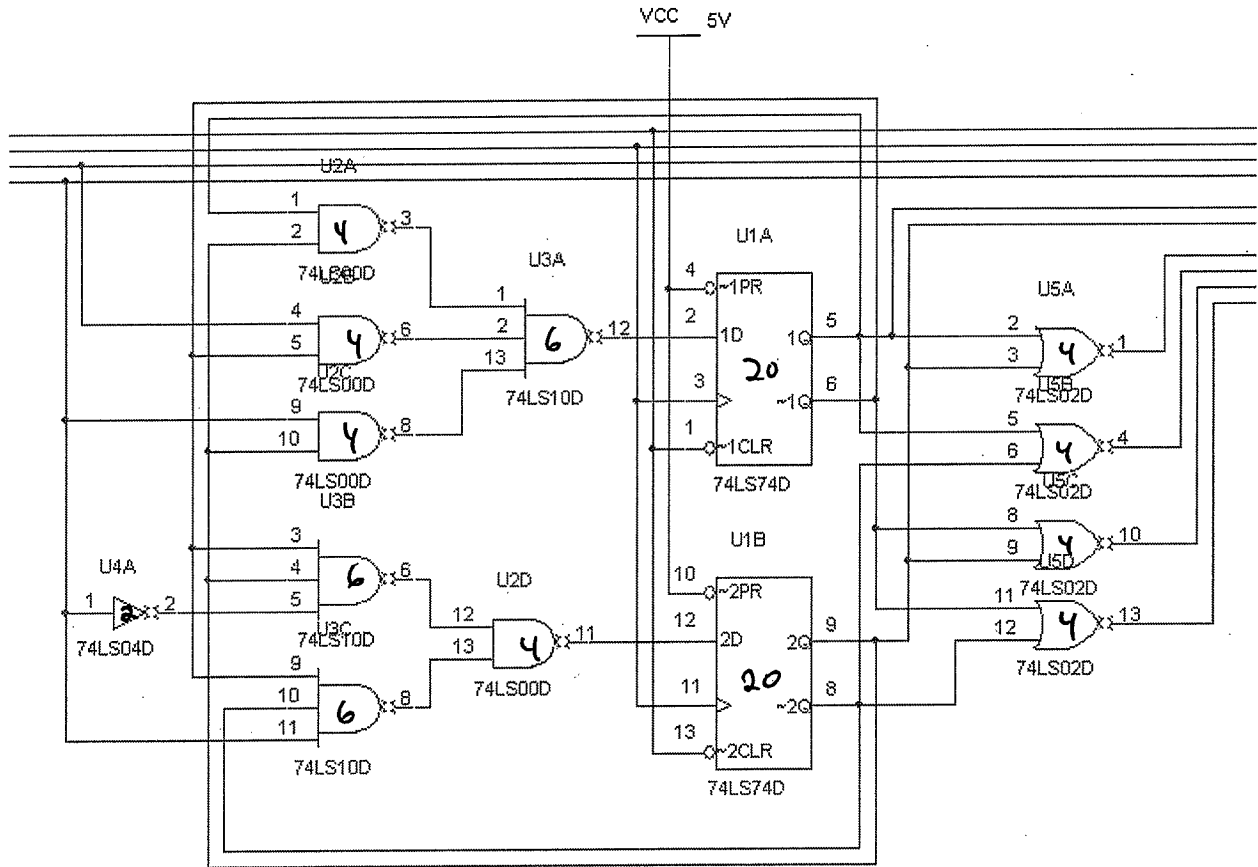 VCC 5V
U2A
1
2
4
3
74LS00D
U2B
4
5
4
6
74LS00D
U2C
9
10
4
8
74LS00D
U3A
1
2
13
6
12
74LS10D
U3B
3
4
5
6
6
74LS10D
U4A
1
2
2
74LS04D
U3C
9
10
11
6
8
74LS10D
U2D
12
13
4
11
74LS00D
U1A
4
~1PR
2
1D
1Q
5
20
3
~1Q
6
1
~1CLR
74LS74D
U1B
10
~2PR
12
2D
2Q
9
20
11
~2Q
8
13
~2CLR
74LS74D
U5A
2
3
4
1
74LS02D
U5B
5
6
4
4
74LS02D
U5C
8
9
4
10
74LS02D
U5D
11
12
4
13
74LS02D